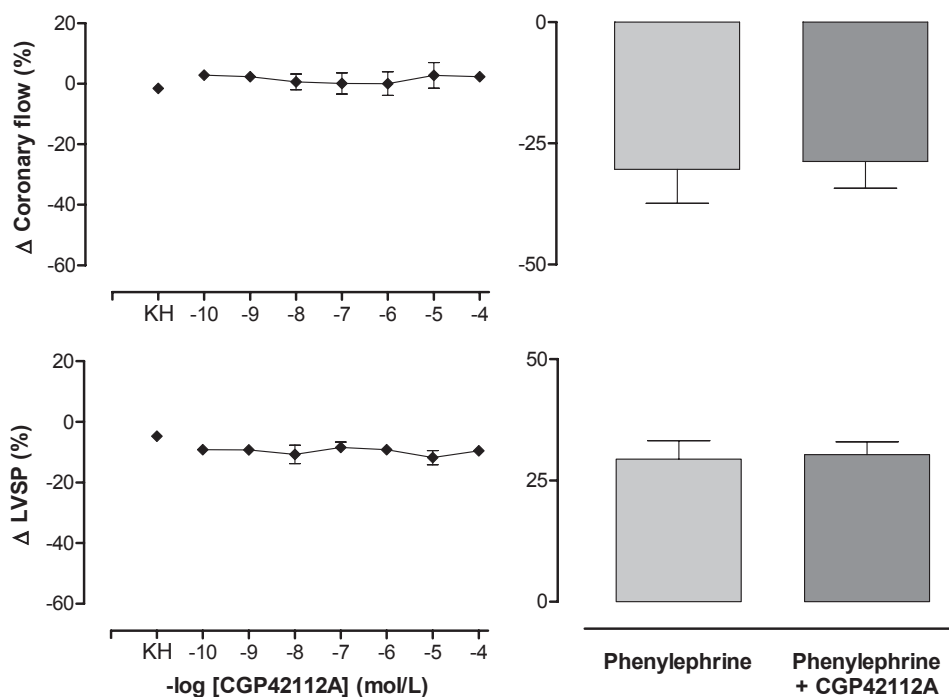 Δ Coronary flow (%)
20
0
-20
-40
-60
KH -10 -9 -8 -7 -6 -5 -4
0
-25
-50
Δ LVSP (%)
20
0
-20
-40
-60
KH -10 -9 -8 -7 -6 -5 -4
-log [CGP42112A] (mol/L)
50
25
0
Phenylephrine
Phenylephrine
+ CGP42112A